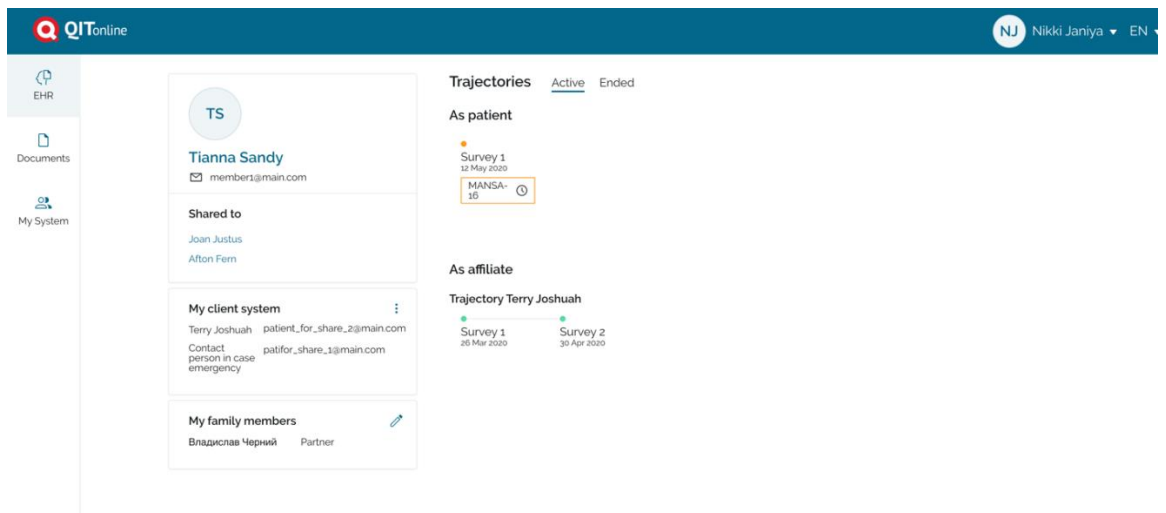 QITonline
NJ Nikki Janiya EN
EHR
Documents
My System
TS
Tianna Sandy
member1@main.com
Shared to
Joan Justus
Afton Fern
My client system
Terry Joshuah patient_for_share_2@main.com
Contact patifor_share_1@main.com
person in case
emergency
My family members
Владислав Черний Partner
Trajectories Active Ended
As patient
Survey 1
12 May 2020
MANSA-
16
As affiliate
Trajectory Terry Joshuah
Survey 1 Survey 2
26 Mar 2020 30 Apr 2020